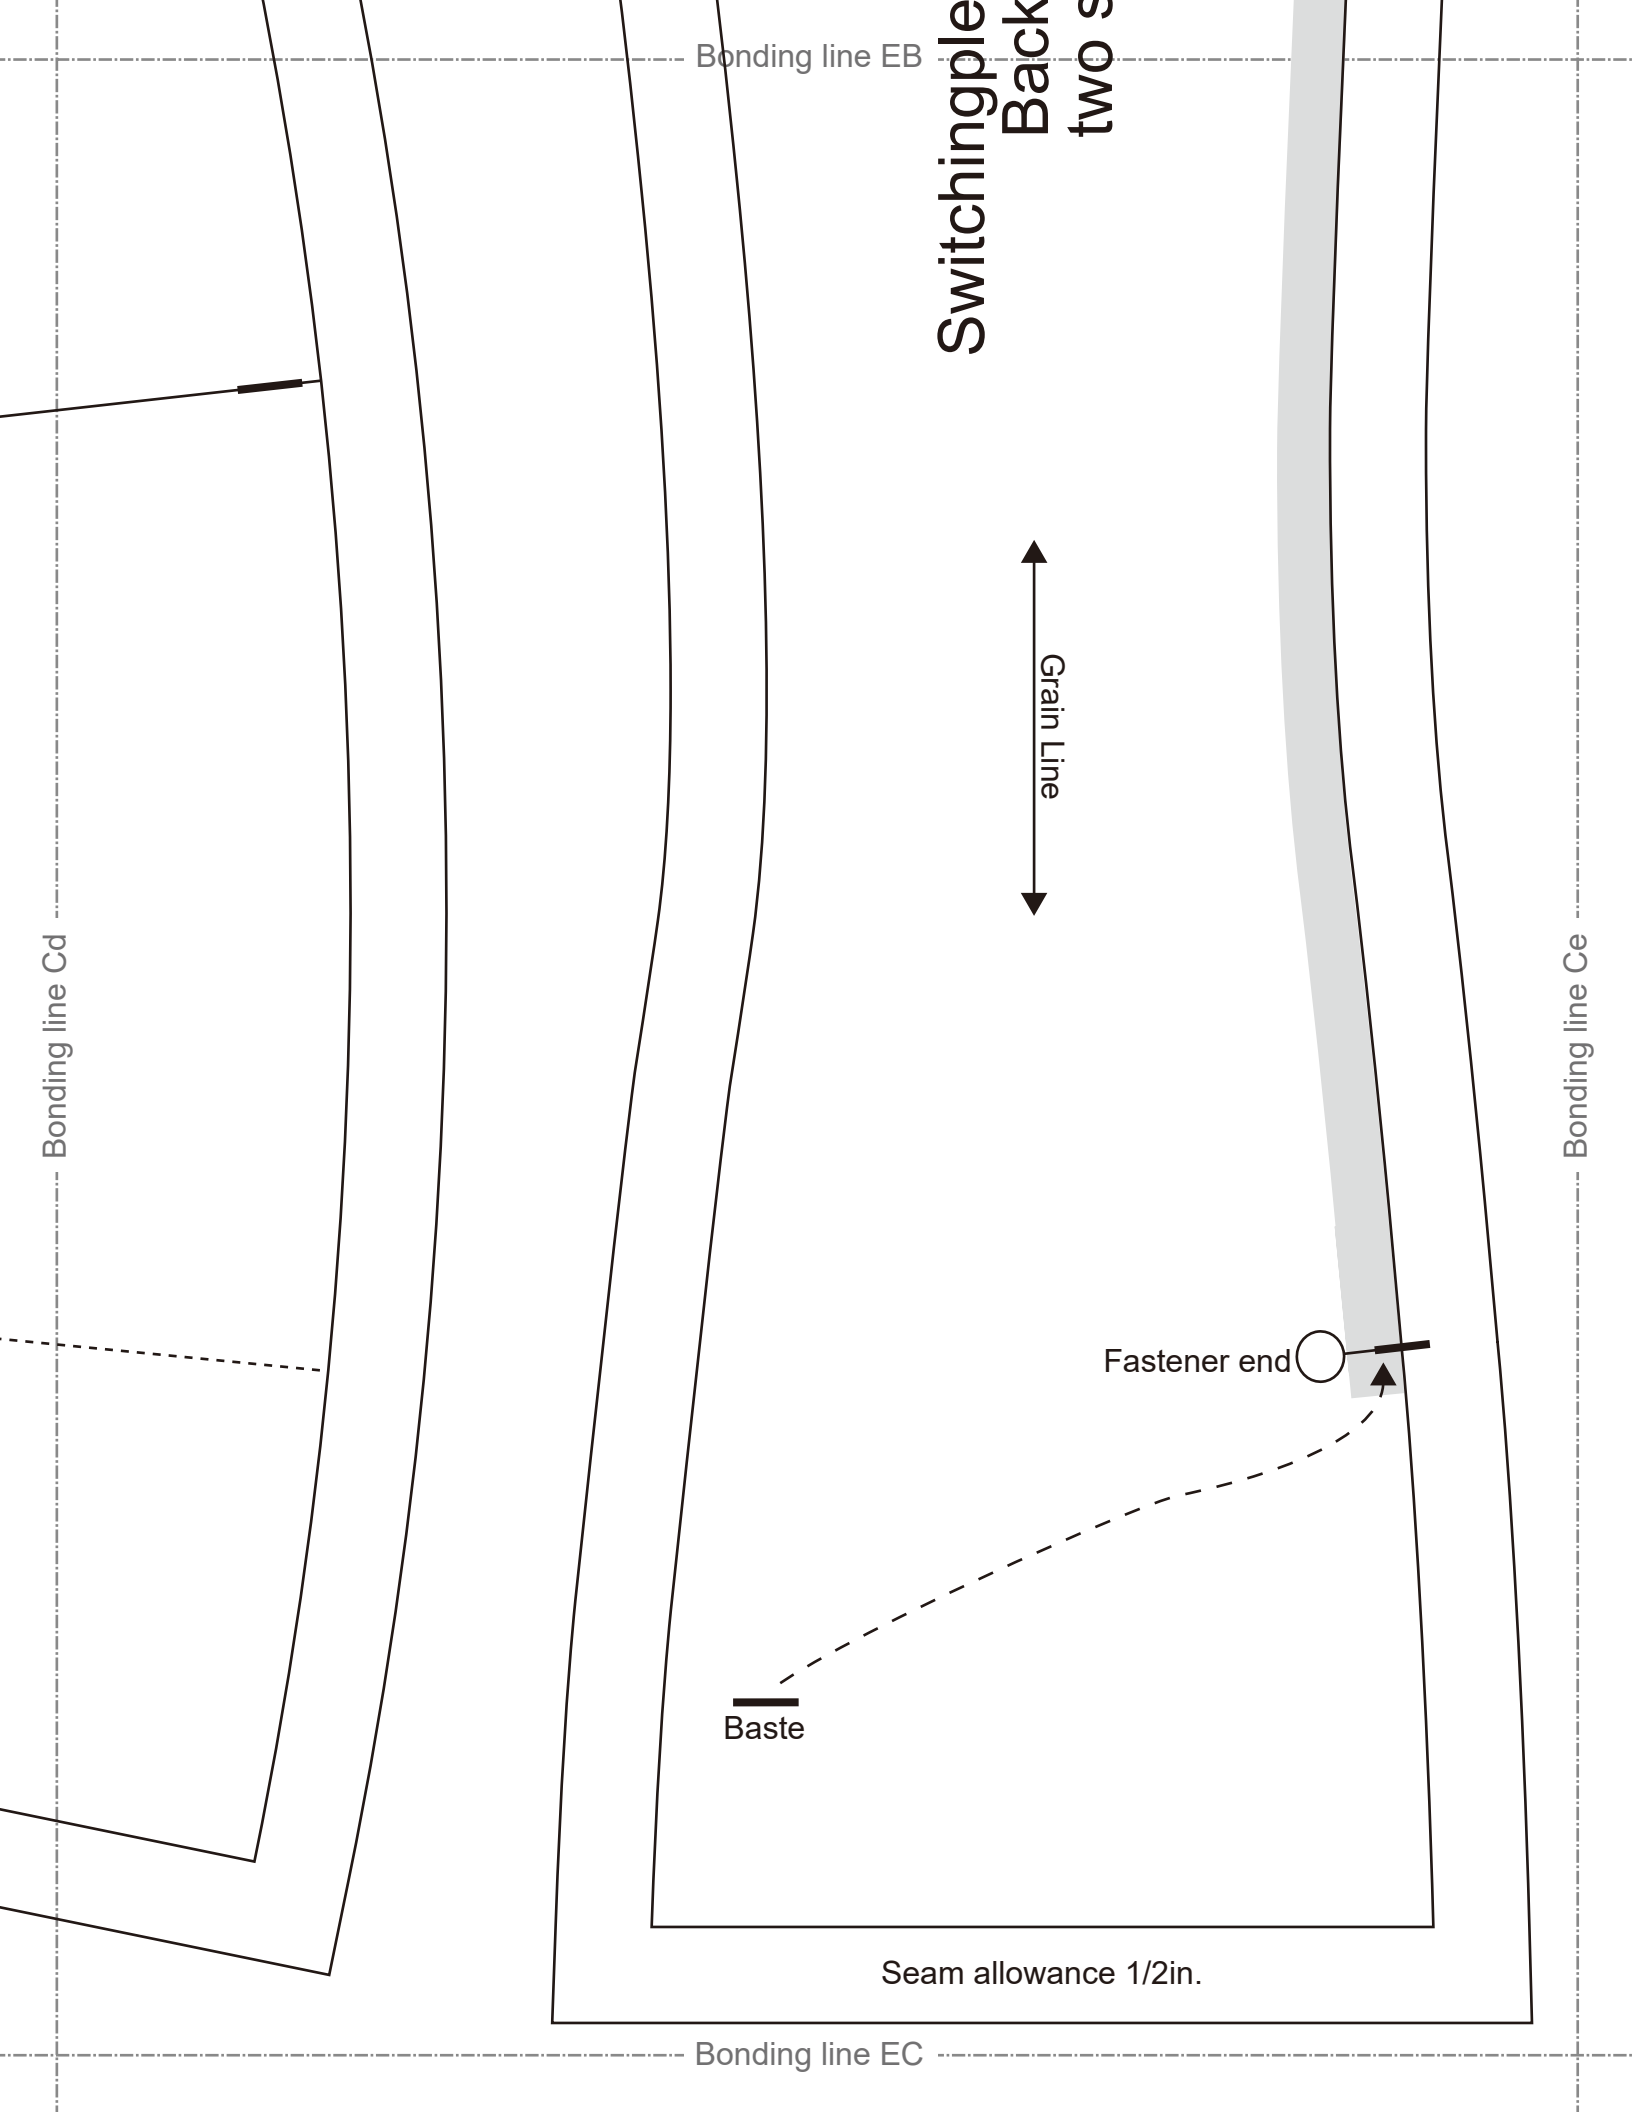 Bonding line EB
Switchingple
Back
two s
Grain Line
Bonding line Cd
Bonding line Ce
Fastener end
Baste
Seam allowance 1/2in.
Bonding line EC